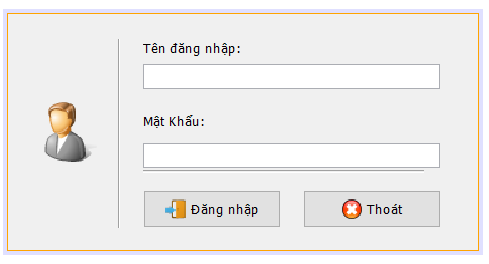 Tên đăng nhập:
Mật Khẩu:
Đăng nhập
Thoát